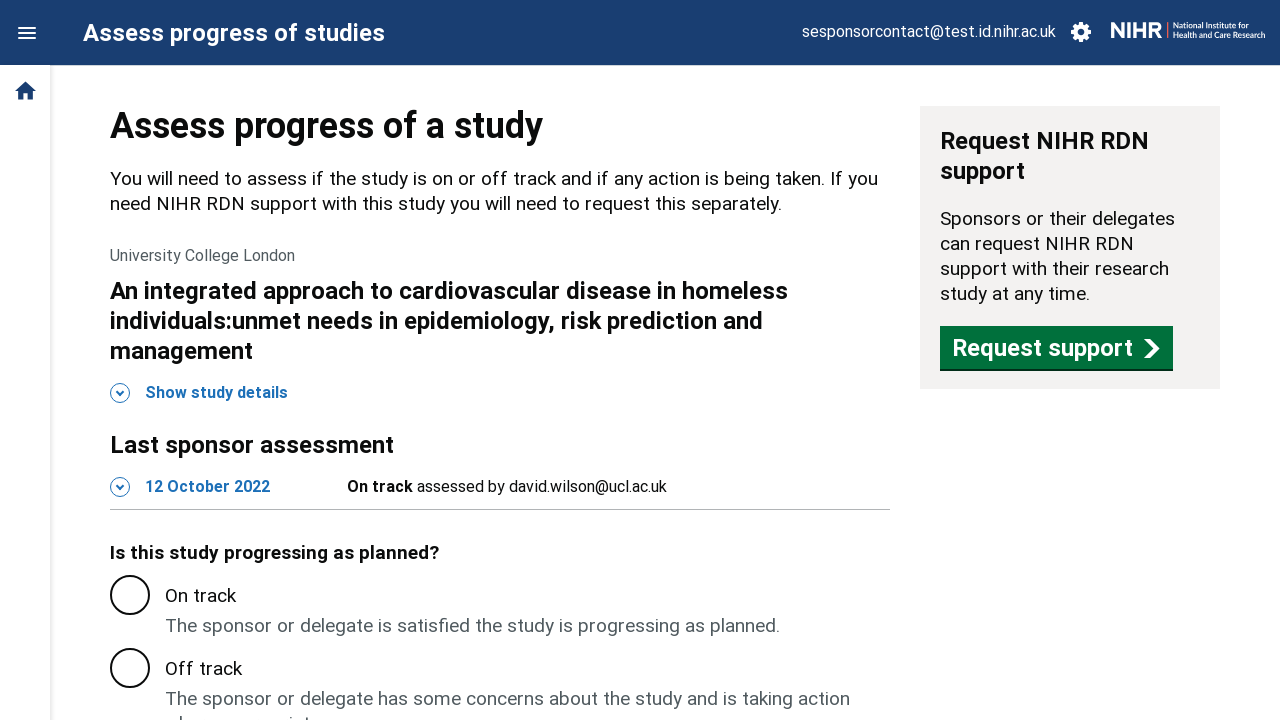 Assess progress of studies
sesponsorcontact@test.id.nihr.ac.uk
NIHR National Institute for
Health and Care Research
Assess progress of a study
You will need to assess if the study is on or off track and if any action is being taken. If you
need NIHR RDN support with this study you will need to request this separately.
University College London
An integrated approach to cardiovascular disease in homeless
individuals:unmet needs in epidemiology, risk prediction and
management
Show study details
Last sponsor assessment
12 October 2022 On track assessed by david.wilson@ucl.ac.uk
Is this study progressing as planned?
On track
The sponsor or delegate is satisfied the study is progressing as planned.
Off track
The sponsor or delegate has some concerns about the study and is taking action
Request NIHR RDN
support
Sponsors or their delegates
can request NIHR RDN
support with their research
study at any time.
Request support